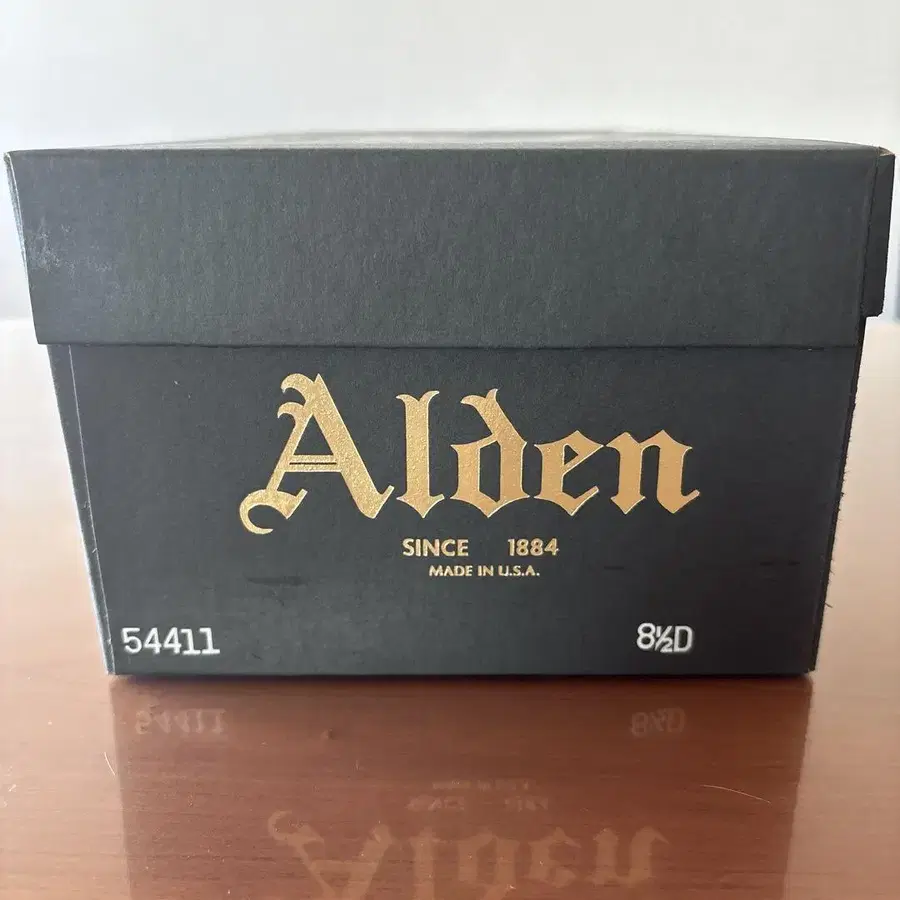 Alden
SINCE 1884
MADE IN U.S.A.
54411 8½D